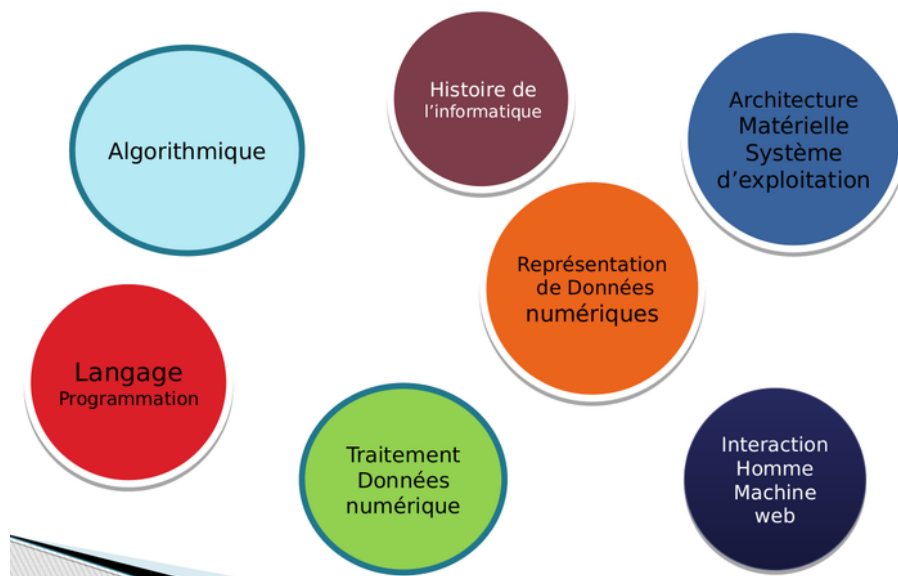 Algorithmique
Histoire de
l’informatique
Architecture
Matérielle
Système
d’exploitation
Représentation
de Données
numériques
Langage
Programmation
Traitement
Données
numérique
Interaction
Homme
Machine
web